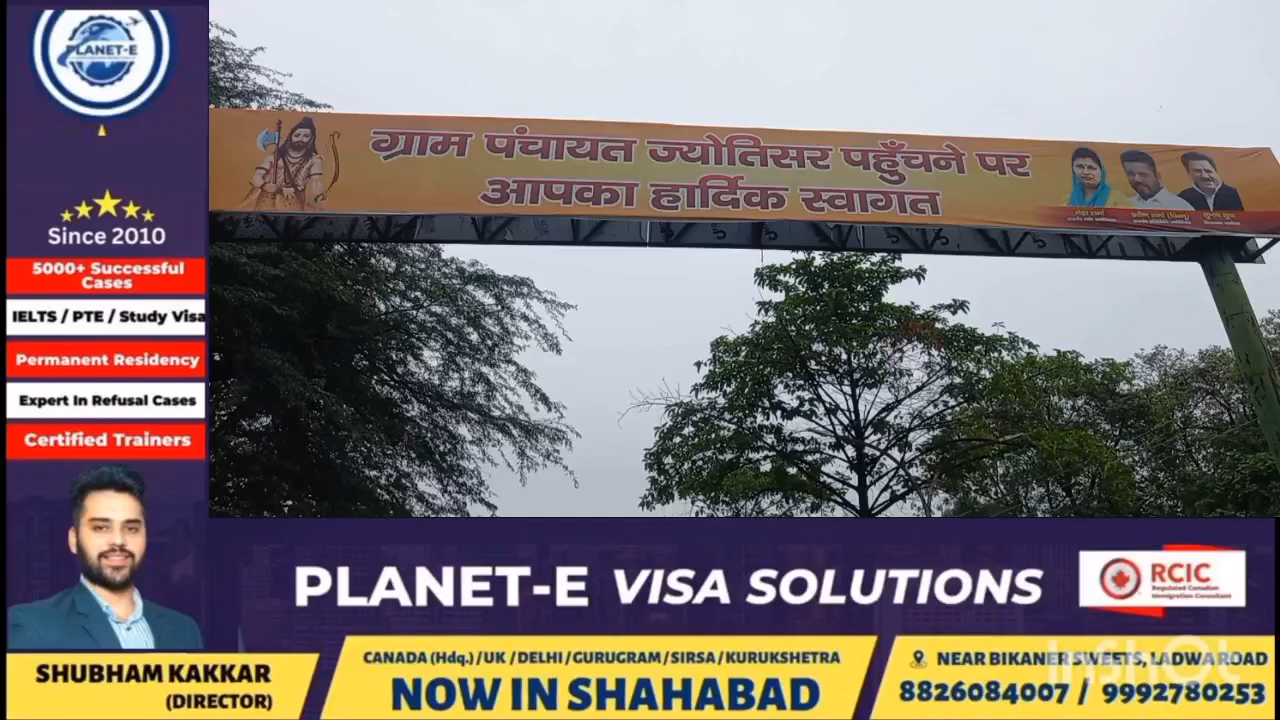 PLANET-E
Since 2010
5000+ Successful
Cases
IELTS / PTE / Study Visa
Permanent Residency
Expert In Refusal Cases
Certified Trainers
ग्राम पंचायत ज्योतिसर पहुँचने पर
आपका हार्दिक स्वागत
PLANET-E VISA SOLUTIONS
RCIC
Regulated Canadian
Immigration Consultant
SHUBHAM KAKKAR
(DIRECTOR)
CANADA (Hdq.) / UK / DELHI / GURUGRAM / SIRSA / KURUKSHETRA
NOW IN SHAHABAD
NEAR BIKANER SWEETS, LADWA ROAD
8826084007 / 9992780253
InShot